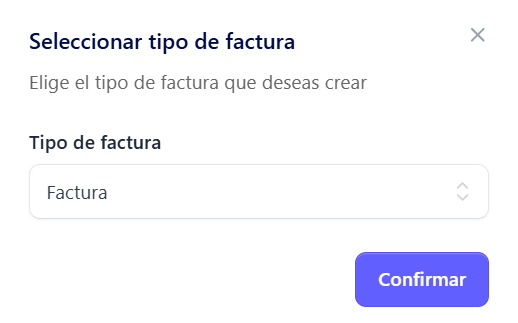 Seleccionar tipo de factura
Elige el tipo de factura que deseas crear
Tipo de factura
Factura
Confirmar